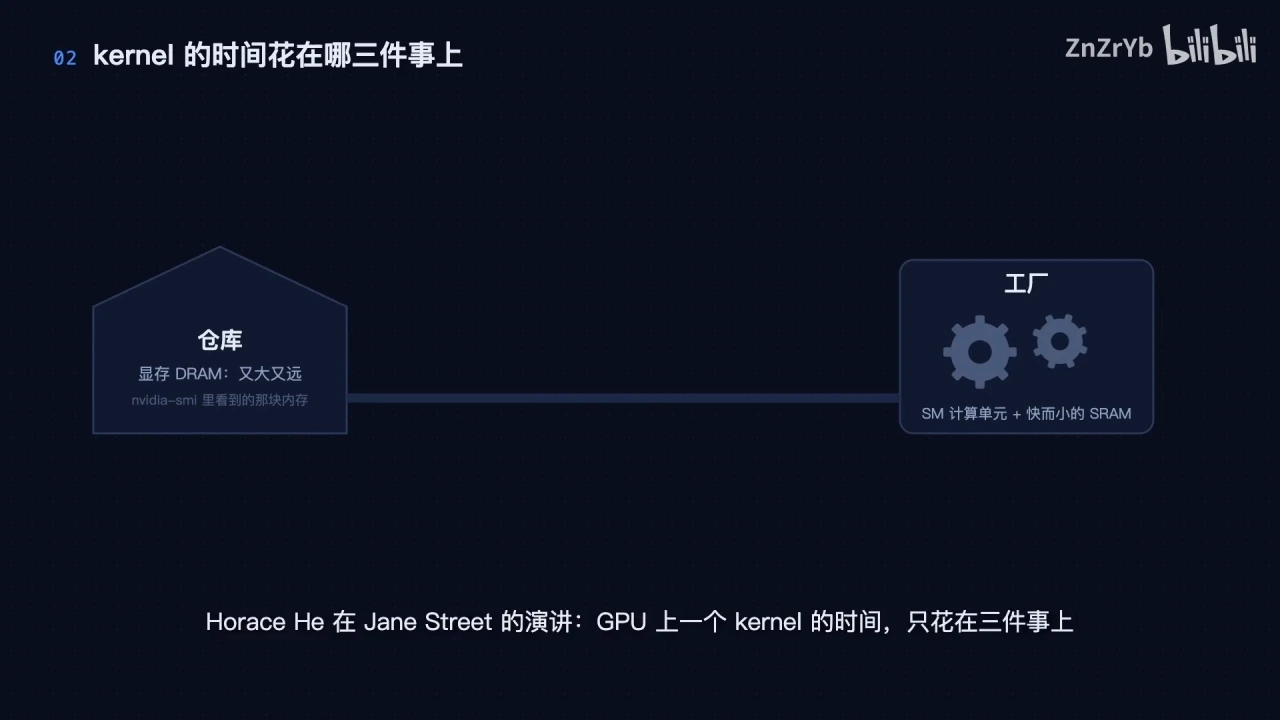 02 kernel 的时间花在哪三件事上
ZnZrYb bilibili
仓库
显存 DRAM：又大又远
nvidia-smi 里看到的那块内存
工厂
SM 计算单元 + 快而小的 SRAM
Horace He 在 Jane Street 的演讲：GPU 上一个 kernel 的时间，只花在三件事上